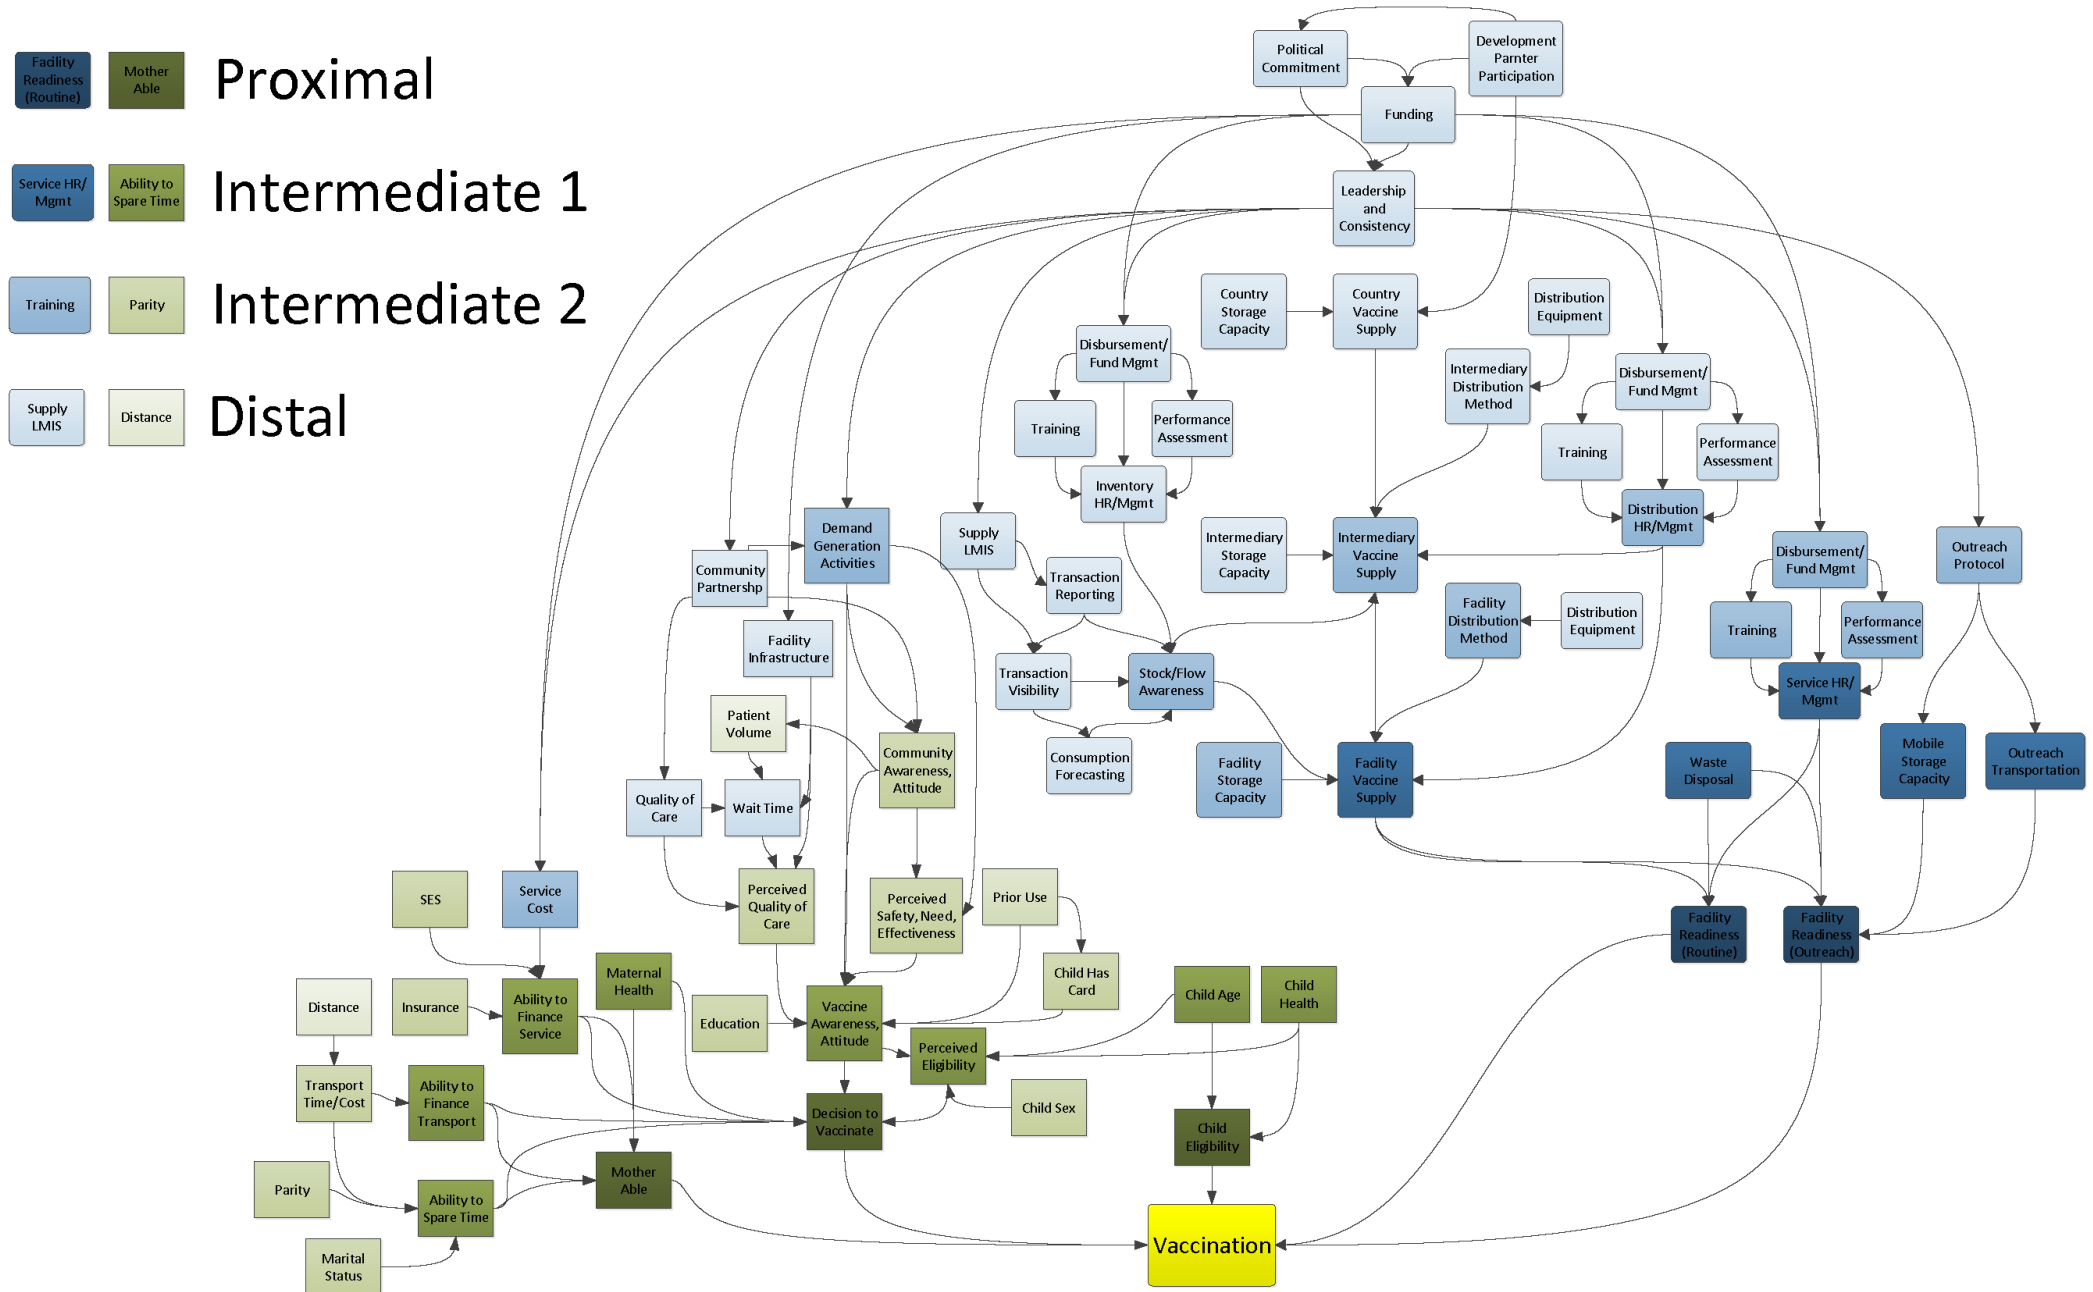 Facility
Readiness
(Routine)
Mother
Able
Proximal
Service HR/
Mgmt
Ability to
Spare Time
Intermediate 1
Training
Parity
Intermediate 2
Supply
LMIS
Distance
Distal
Political
Commitment
Development
Parnter
Participation
Funding
Leadership
and
Consistency
Country
Storage
Capacity
Country
Vaccine
Supply
Distribution
Equipment
Disbursement/
Fund Mgmt
Intermediary
Distribution
Method
Disbursement/
Fund Mgmt
Training
Performance
Assessment
Training
Performance
Assessment
Inventory
HR/Mgmt
Distribution
HR/Mgmt
Demand
Generation
Activities
Supply
LMIS
Intermediary
Storage
Capacity
Intermediary
Vaccine
Supply
Disbursement/
Fund Mgmt
Outreach
Protocol
Community
Partnershp
Transaction
Reporting
Facility
Distribution
Method
Distribution
Equipment
Training
Performance
Assessment
Facility
Infrastructure
Transaction
Visibility
Stock/Flow
Awareness
Service HR/
Mgmt
Patient
Volume
Community
Awareness,
Attitude
Consumption
Forecasting
Facility
Storage
Capacity
Facility
Vaccine
Supply
Waste
Disposal
Mobile
Storage
Capacity
Outreach
Transportation
Quality of
Care
Wait Time
SES
Service
Cost
Perceived
Quality of
Care
Perceived
Safety, Need,
Effectiveness
Prior Use
Facility
Readiness
(Routine)
Facility
Readiness
(Outreach)
Maternal
Health
Child Has
Card
Child Age
Child
Health
Distance
Insurance
Ability to
Finance
Service
Education
Vaccine
Awareness,
Attitude
Perceived
Eligibility
Transport
Time/Cost
Ability to
Finance
Transport
Decision to
Vaccinate
Child Sex
Child
Eligibility
Parity
Ability to
Spare Time
Mother
Able
Marital
Status
Vaccination